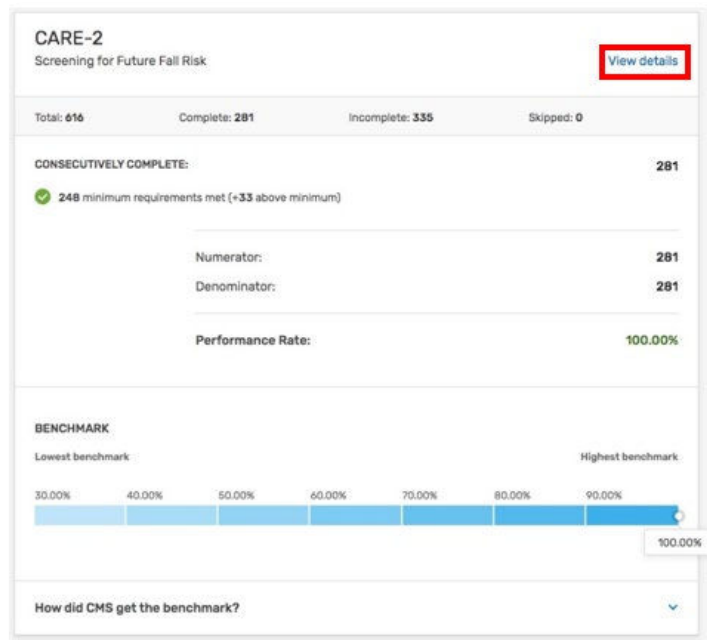 CARE-2
Screening for Future Fall Risk
View details
Total: 616 Complete: 281 Incomplete: 335 Skipped: 0
CONSECUTIVELY COMPLETE: 281
248 minimum requirements met (+33 above minimum)
Numerator: 281
Denominator: 281
Performance Rate: 100.00%
BENCHMARK
Lowest benchmark Highest benchmark
30.00% 40.00% 50.00% 60.00% 70.00% 80.00% 90.00%
100.00%
How did CMS get the benchmark?